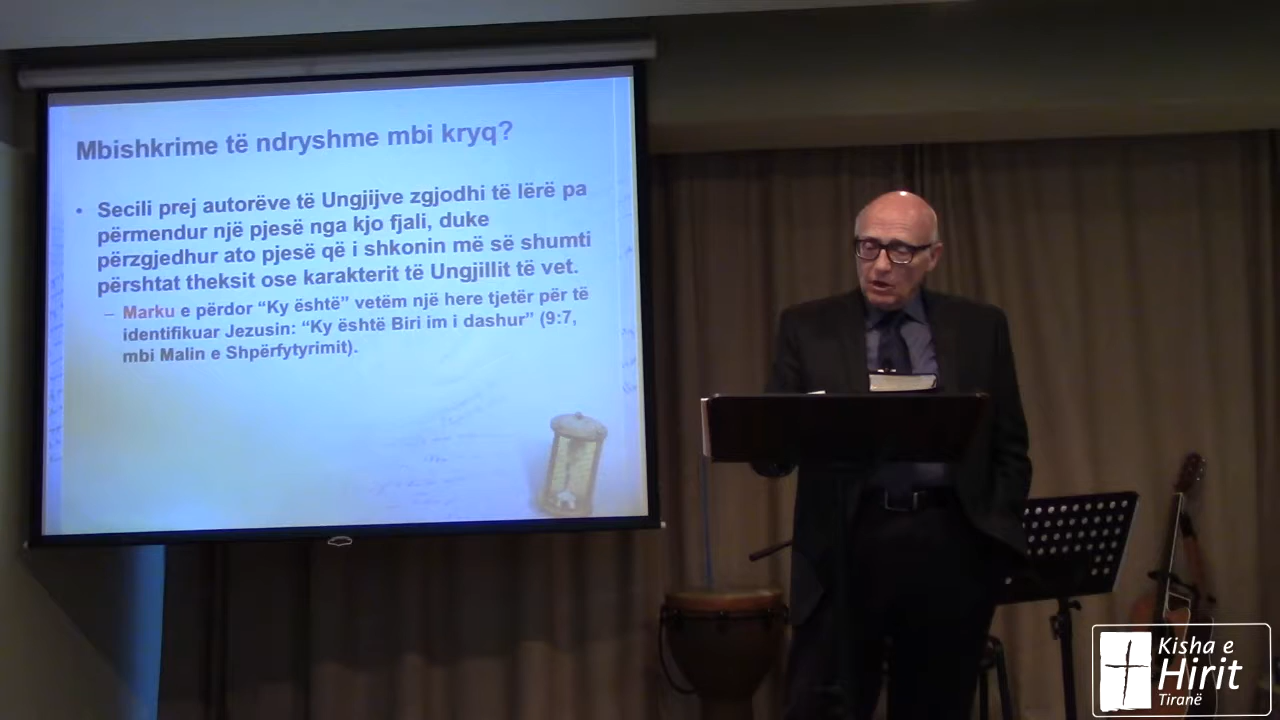 Mbishkrime të ndryshme mbi kryq?
• Secili prej autorëve të Ungjijve zgjodhi të lërë pa
përmendur një pjesë nga kjo fjali, duke
përzgjedhur ato pjesë që i shkonin më së shumti
përshtat theksit ose karakterit të Ungjillit të vet.
– Marku e përdor “Ky është” vetëm një here tjetër për të
identifikuar Jezusin: “Ky është Biri im i dashur” (9:7,
mbi Malin e Shpërfytyrimit).
Kisha e
Hirit
Tiranë